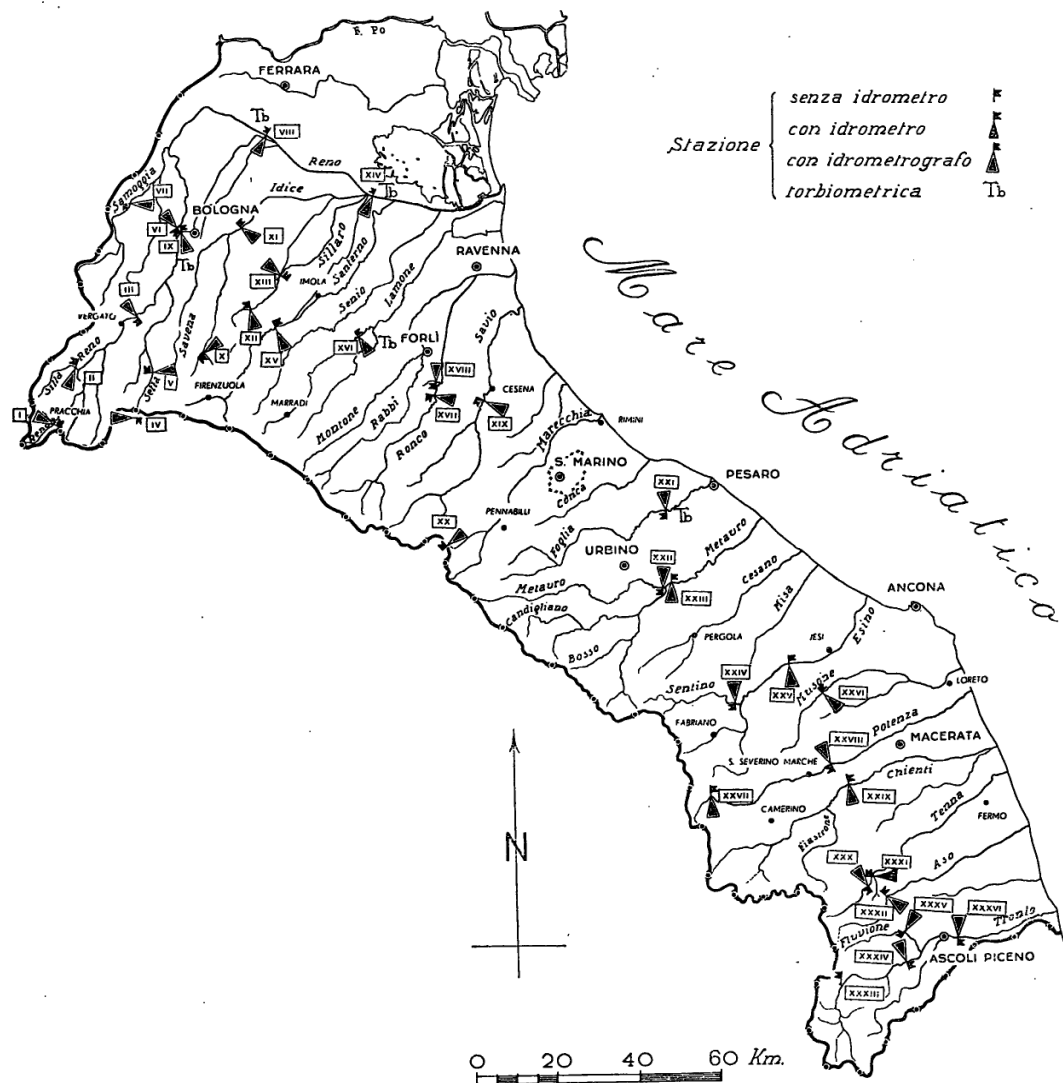 F. Po
FERRARA
Stazione
senza idrometro
con idrometro
con idrometrografo
torbiometrica Tb
Tb
VIII
Reno
XIV
Tb
Samoggia
VII
Idice
BOLOGNA
VI
IX
Tb
XI
Sillaro
Santerno
RAVENNA
XIII
IMOLA
Lamone
Senio
III
VERGATO
Savena
Reno
XII
XV
XVI
Tb
FORLÌ
Savio
Silla
II
V
X
Setta
FIRENZUOLA
XVIII
CESENA
MARRADI
I
PRACCHIA
Reno
IV
Montone
Rabbi
Ronco
XVII
XIX
Marecchia
RIMINI
S. MARINO
Conca
PESARO
XXI
Tb
XX
PENNABILLI
Foglia
URBINO
XXII
Metauro
Metauro
XXIII
Cesano
Candigliano
Misa
ANCONA
Bosso
PERGOLA
JESI
Esino
XXIV
Sentino
XXV
Musone
XXVI
LORETO
FABRIANO
Potenza
XXVIII
MACERATA
S. SEVERINO MARCHE
Chienti
XXVII
XXIX
CAMERINO
Tenna
FERMO
Fiastrone
XXX
XXXI
Aso
XXXII
XXXV
XXXVI
Fluvione
Tronto
XXXIV
ASCOLI PICENO
XXXIII
Mare Adriatico
N
0 20 40 60 Km.